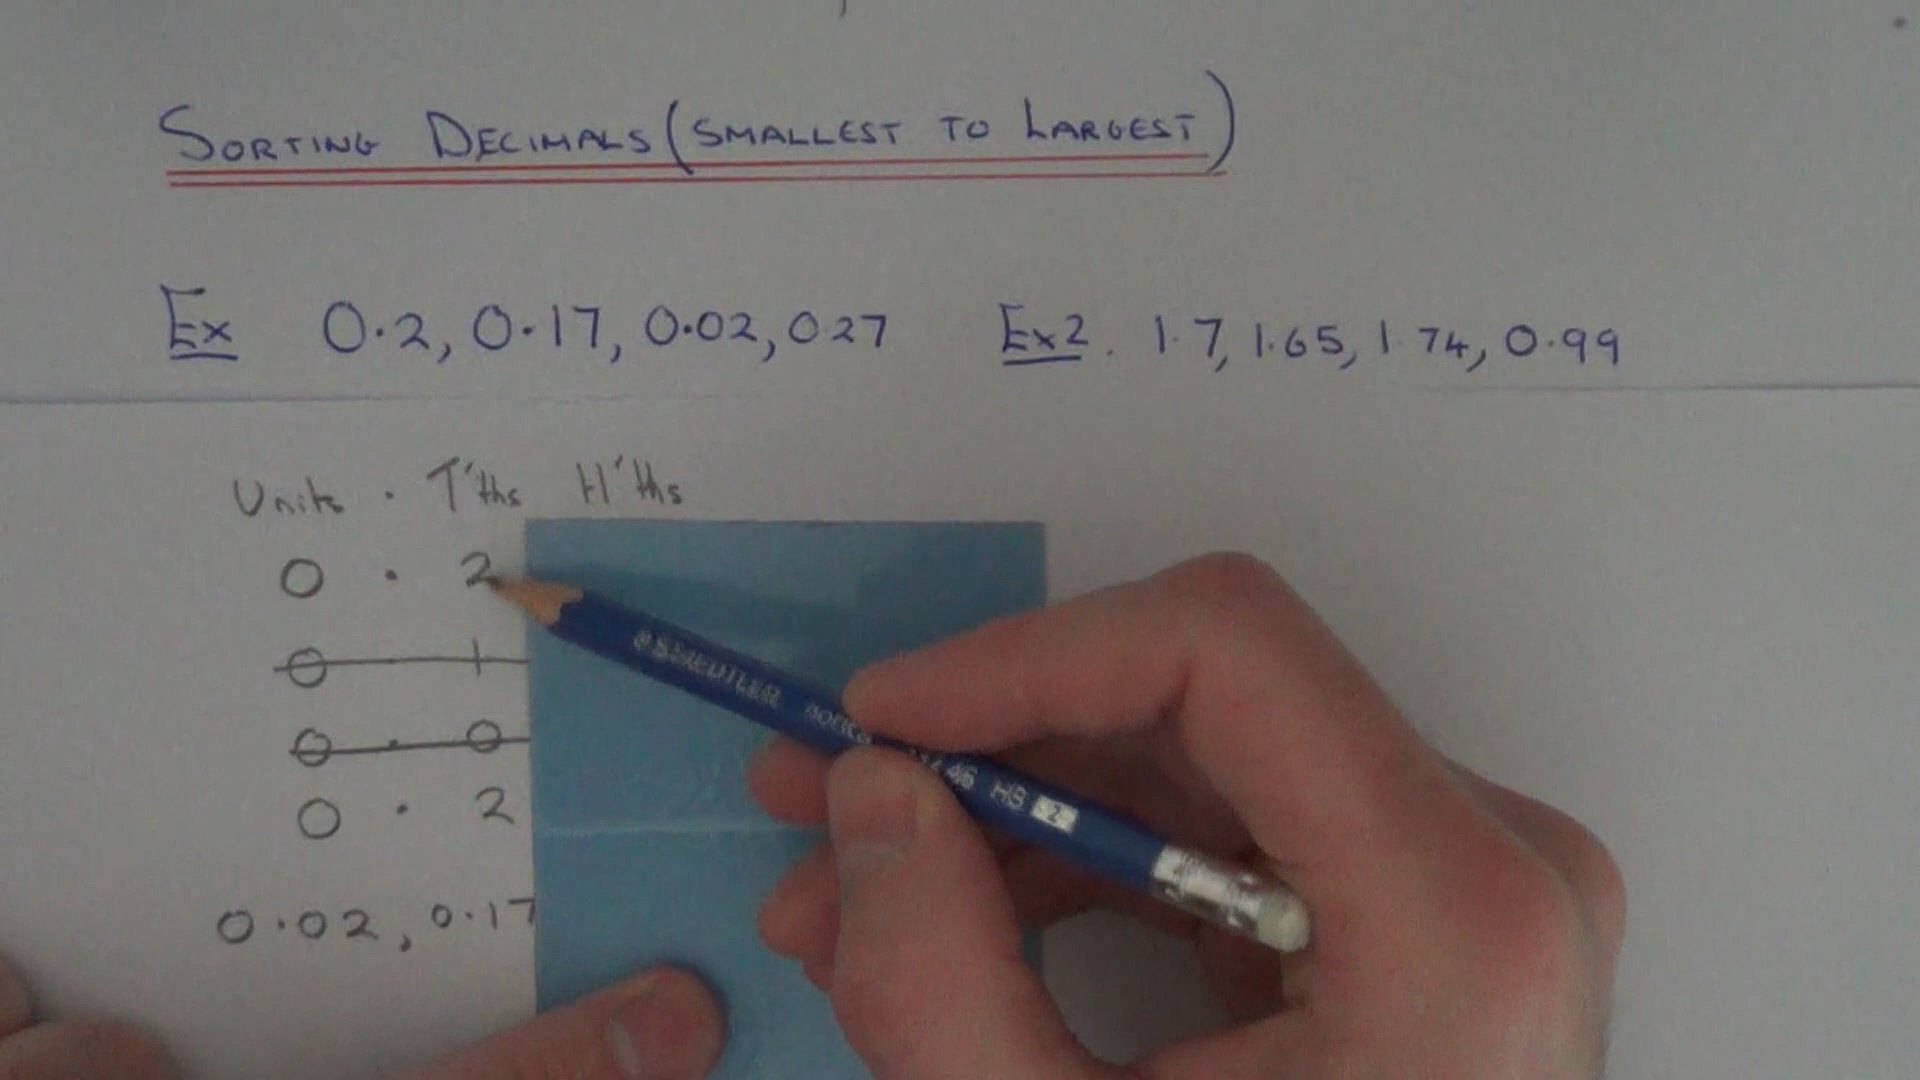 SORTING DECIMALS (SMALLEST TO LARGEST)
Ex 0.2, 0.17, 0.02, 0.27 Ex2. 1.7, 1.65, 1.74, 0.99
Units . T'ths H'ths
0 . 2
0 . 1
0 . 0
0 . 2
0.02, 0.17
HB 2